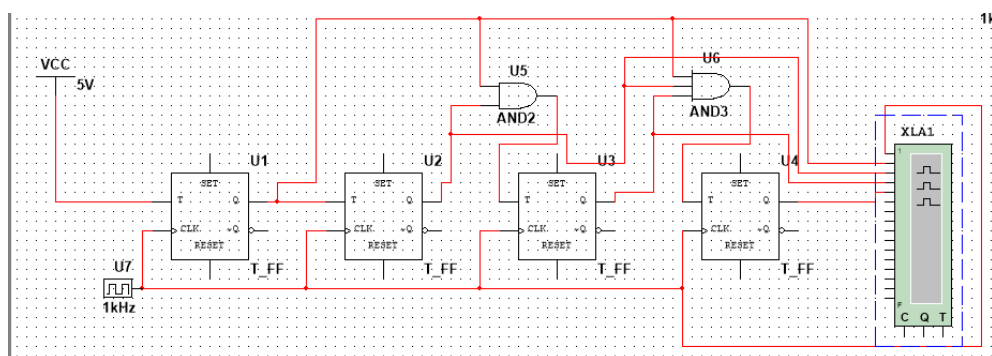 1k
VCC
5V
U5
AND2
U6
AND3
XLA1
1
F
C Q T
U1
SET
T Q
CLK
~Q
RESET
T_FF
U2
SET
T Q
CLK
~Q
RESET
T_FF
U3
SET
T Q
CLK
~Q
RESET
T_FF
U4
SET
T Q
CLK
~Q
RESET
T_FF
U7
1kHz